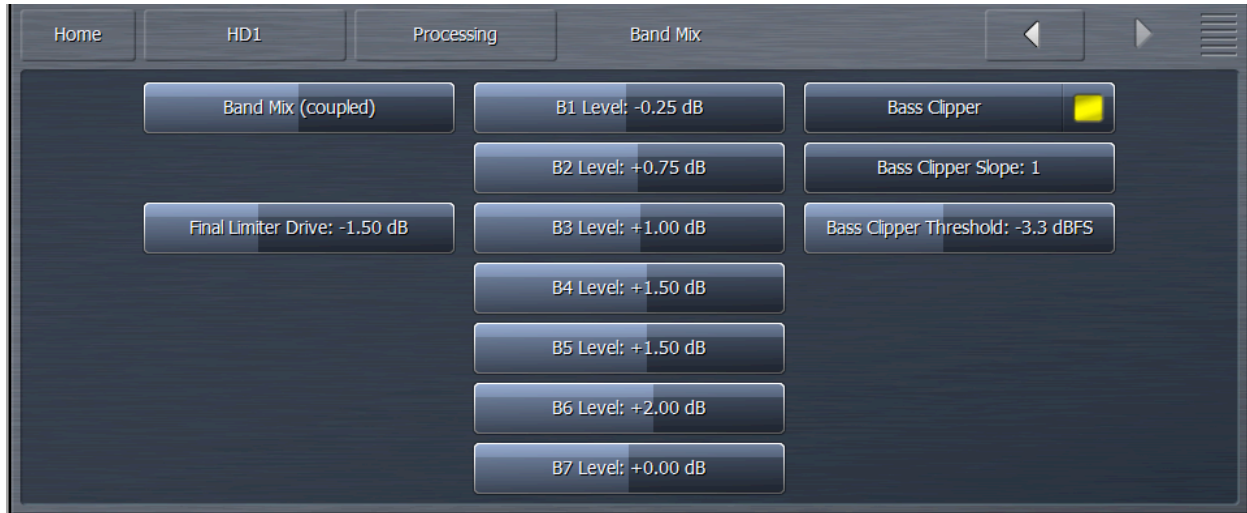 Home HD1 Processing Band Mix
Band Mix (coupled) B1 Level: -0.25 dB Bass Clipper
B2 Level: +0.75 dB Bass Clipper Slope: 1
Final Limiter Drive: -1.50 dB B3 Level: +1.00 dB Bass Clipper Threshold: -3.3 dBFS
B4 Level: +1.50 dB
B5 Level: +1.50 dB
B6 Level: +2.00 dB
B7 Level: +0.00 dB